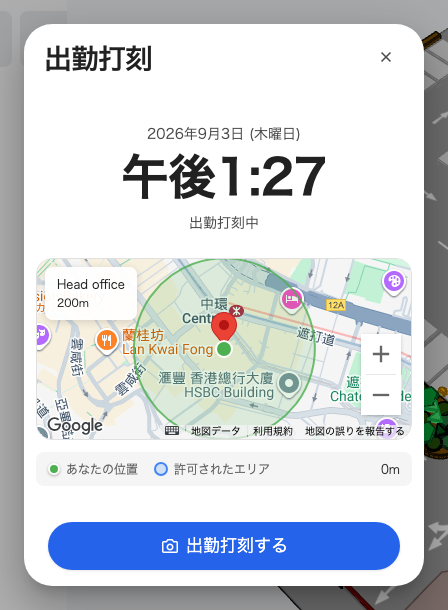 出勤打刻
2026年9月3日 (木曜日)
午後1:27
出勤打刻中
Head office
200m
中環
Central
12A
蘭桂坊
Lan Kwai Fong
遮打道
雲咸街
雲咸街
滙豐 香港總行大廈
HSBC Building
遮
Chate
Google
地図データ
利用規約
地図の誤りを報告する
あなたの位置
許可されたエリア
0m
出勤打刻する